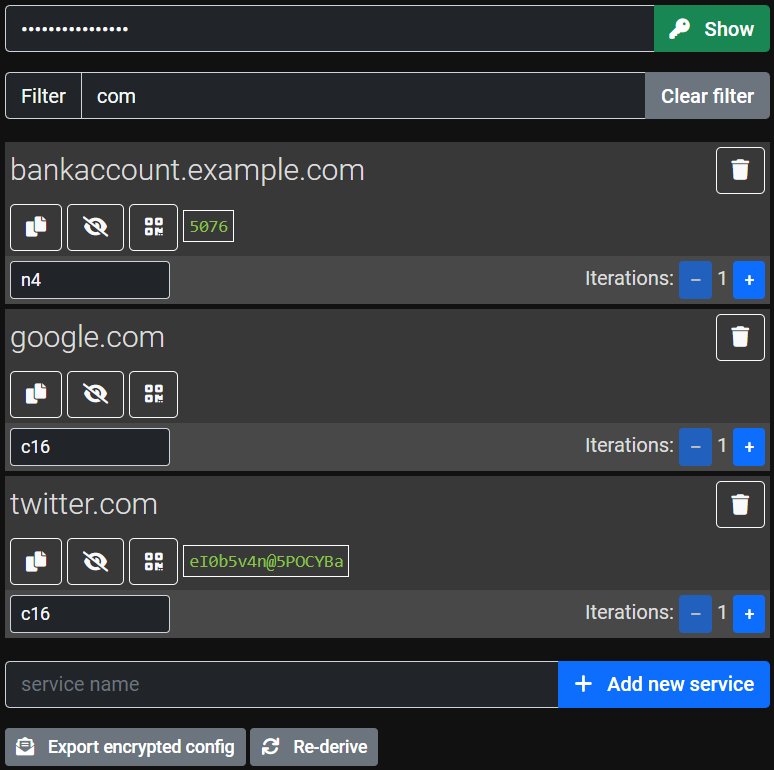 •••••••••••••••• Show
Filter com Clear filter
bankaccount.example.com
5076
n4 Iterations: − 1 +
google.com
c16 Iterations: − 1 +
twitter.com
eI0b5v4n@5POCYBa
c16 Iterations: − 1 +
service name + Add new service
Export encrypted config Re-derive